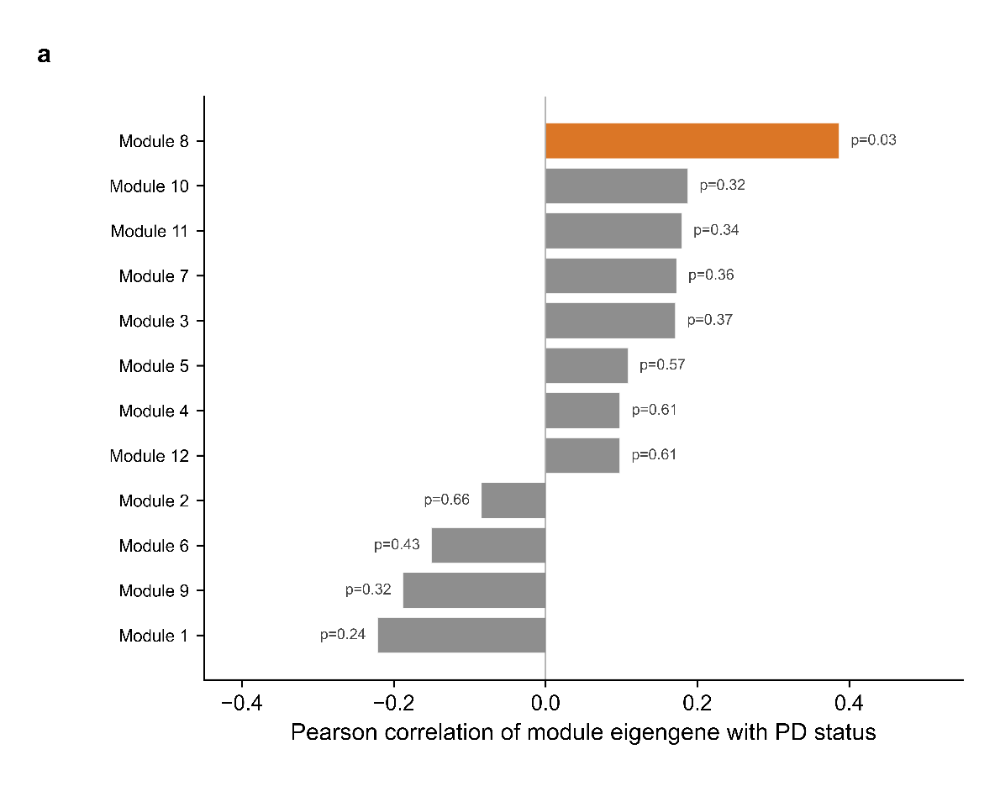 a
Module 8
p=0.03
Module 10
p=0.32
Module 11
p=0.34
Module 7
p=0.36
Module 3
p=0.37
Module 5
p=0.57
Module 4
p=0.61
Module 12
p=0.61
Module 2
p=0.66
Module 6
p=0.43
Module 9
p=0.32
Module 1
p=0.24
−0.4 −0.2 0.0 0.2 0.4
Pearson correlation of module eigengene with PD status